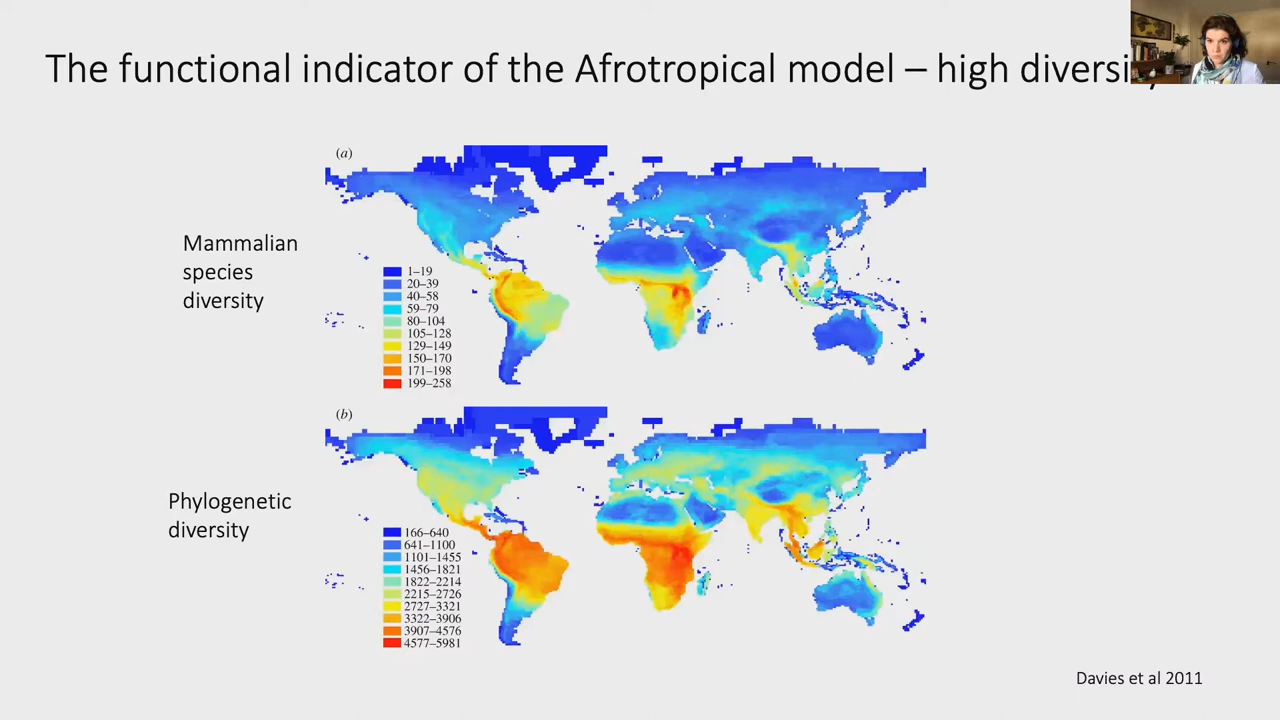 The functional indicator of the Afrotropical model – high diversity
(a)
Mammalian
species
diversity
1–19
20–39
40–58
59–79
80–104
105–128
129–149
150–170
171–198
199–258
(b)
Phylogenetic
diversity
166–640
641–1100
1101–1455
1456–1821
1822–2214
2215–2726
2727–3321
3322–3906
3907–4576
4577–5981
Davies et al 2011